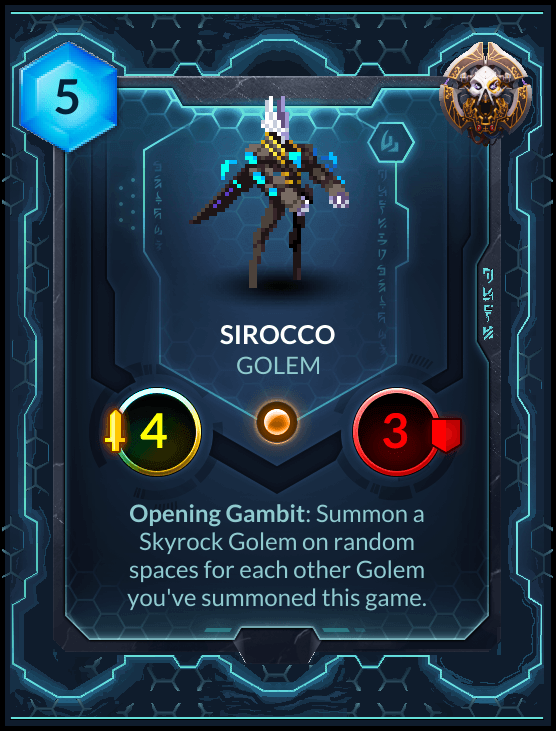 5
SIROCCO
GOLEM
4
3
Opening Gambit: Summon a
Skyrock Golem on random
spaces for each other Golem
you've summoned this game.